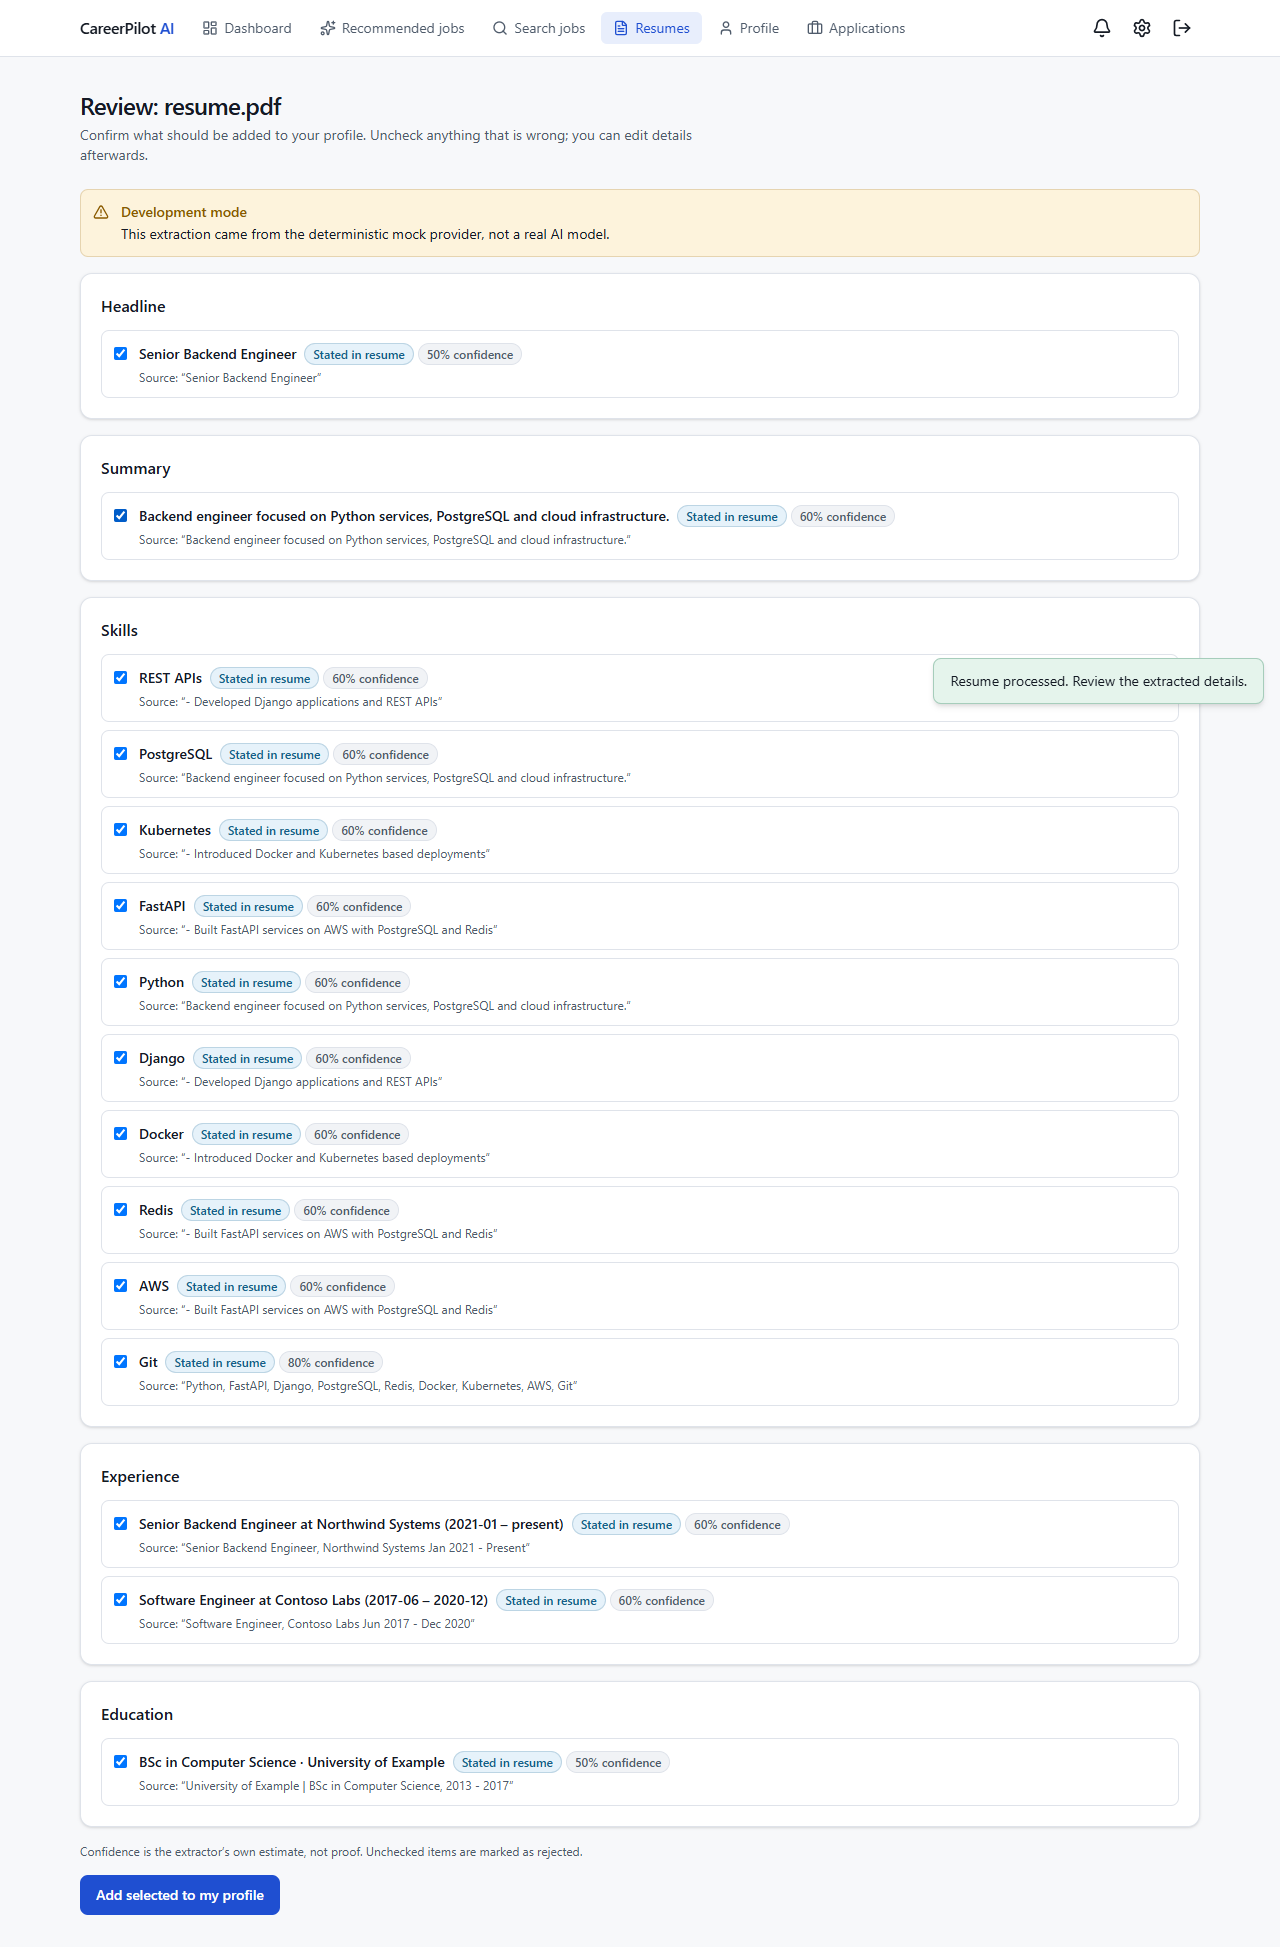 CareerPilot AI
Dashboard
Recommended jobs
Search jobs
Resumes
Profile
Applications
Review: resume.pdf
Confirm what should be added to your profile. Uncheck anything that is wrong; you can edit details
afterwards.
Development mode
This extraction came from the deterministic mock provider, not a real AI model.
Headline
Senior Backend Engineer Stated in resume 50% confidence
Source: “Senior Backend Engineer”
Summary
Backend engineer focused on Python services, PostgreSQL and cloud infrastructure. Stated in resume 60% confidence
Source: “Backend engineer focused on Python services, PostgreSQL and cloud infrastructure.”
Skills
REST APIs Stated in resume 60% confidence
Source: “- Developed Django applications and REST APIs”
Resume processed. Review the extracted details.
PostgreSQL Stated in resume 60% confidence
Source: “Backend engineer focused on Python services, PostgreSQL and cloud infrastructure.”
Kubernetes Stated in resume 60% confidence
Source: “- Introduced Docker and Kubernetes based deployments”
FastAPI Stated in resume 60% confidence
Source: “- Built FastAPI services on AWS with PostgreSQL and Redis”
Python Stated in resume 60% confidence
Source: “Backend engineer focused on Python services, PostgreSQL and cloud infrastructure.”
Django Stated in resume 60% confidence
Source: “- Developed Django applications and REST APIs”
Docker Stated in resume 60% confidence
Source: “- Introduced Docker and Kubernetes based deployments”
Redis Stated in resume 60% confidence
Source: “- Built FastAPI services on AWS with PostgreSQL and Redis”
AWS Stated in resume 60% confidence
Source: “- Built FastAPI services on AWS with PostgreSQL and Redis”
Git Stated in resume 80% confidence
Source: “Python, FastAPI, Django, PostgreSQL, Redis, Docker, Kubernetes, AWS, Git”
Experience
Senior Backend Engineer at Northwind Systems (2021-01 – present) Stated in resume 60% confidence
Source: “Senior Backend Engineer, Northwind Systems Jan 2021 - Present”
Software Engineer at Contoso Labs (2017-06 – 2020-12) Stated in resume 60% confidence
Source: “Software Engineer, Contoso Labs Jun 2017 - Dec 2020”
Education
BSc in Computer Science · University of Example Stated in resume 50% confidence
Source: “University of Example | BSc in Computer Science, 2013 - 2017”
Confidence is the extractor’s own estimate, not proof. Unchecked items are marked as rejected.
Add selected to my profile